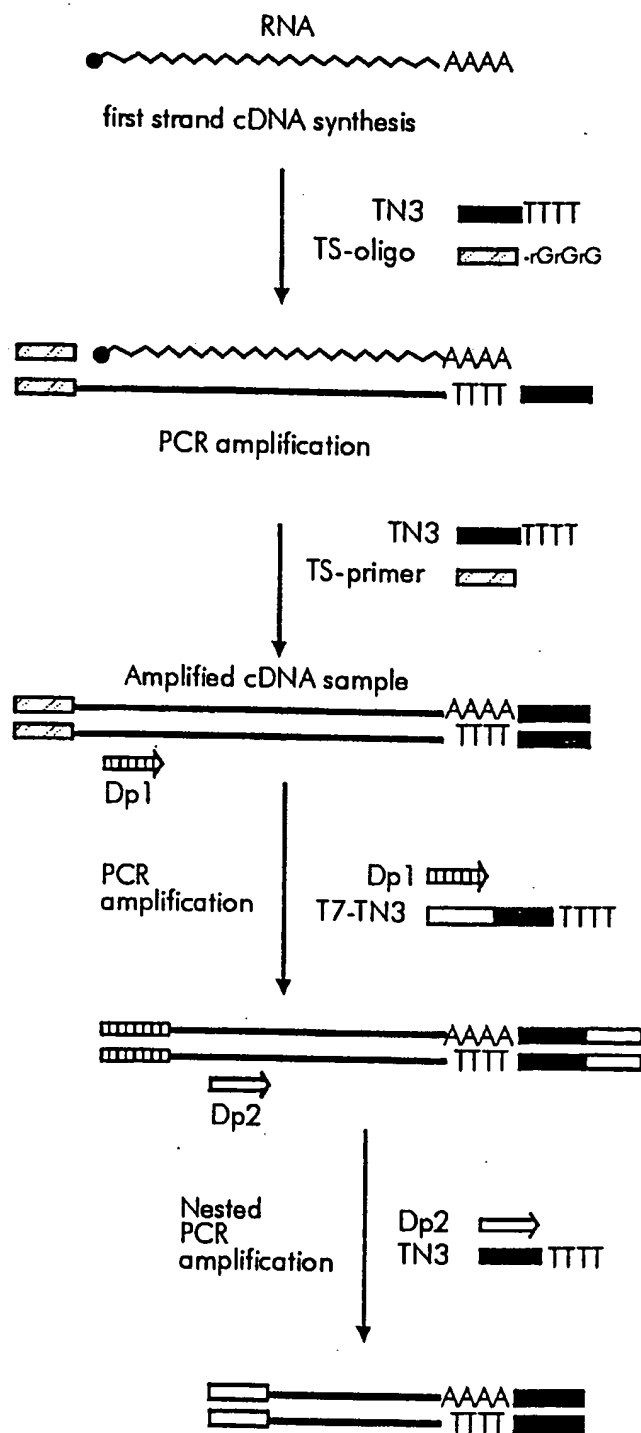 RNA
AAAA
first strand cDNA synthesis
TN3 TTTT
TS-oligo -rGrGrG
AAAA
TTTT
PCR amplification
TN3 TTTT
TS-primer
Amplified cDNA sample
AAAA
TTTT
Dp1
PCR
amplification
Dp1
T7-TN3 TTTT
AAAA
TTTT
Dp2
Nested
PCR
amplification
Dp2
TN3 TTTT
AAAA
TTTT